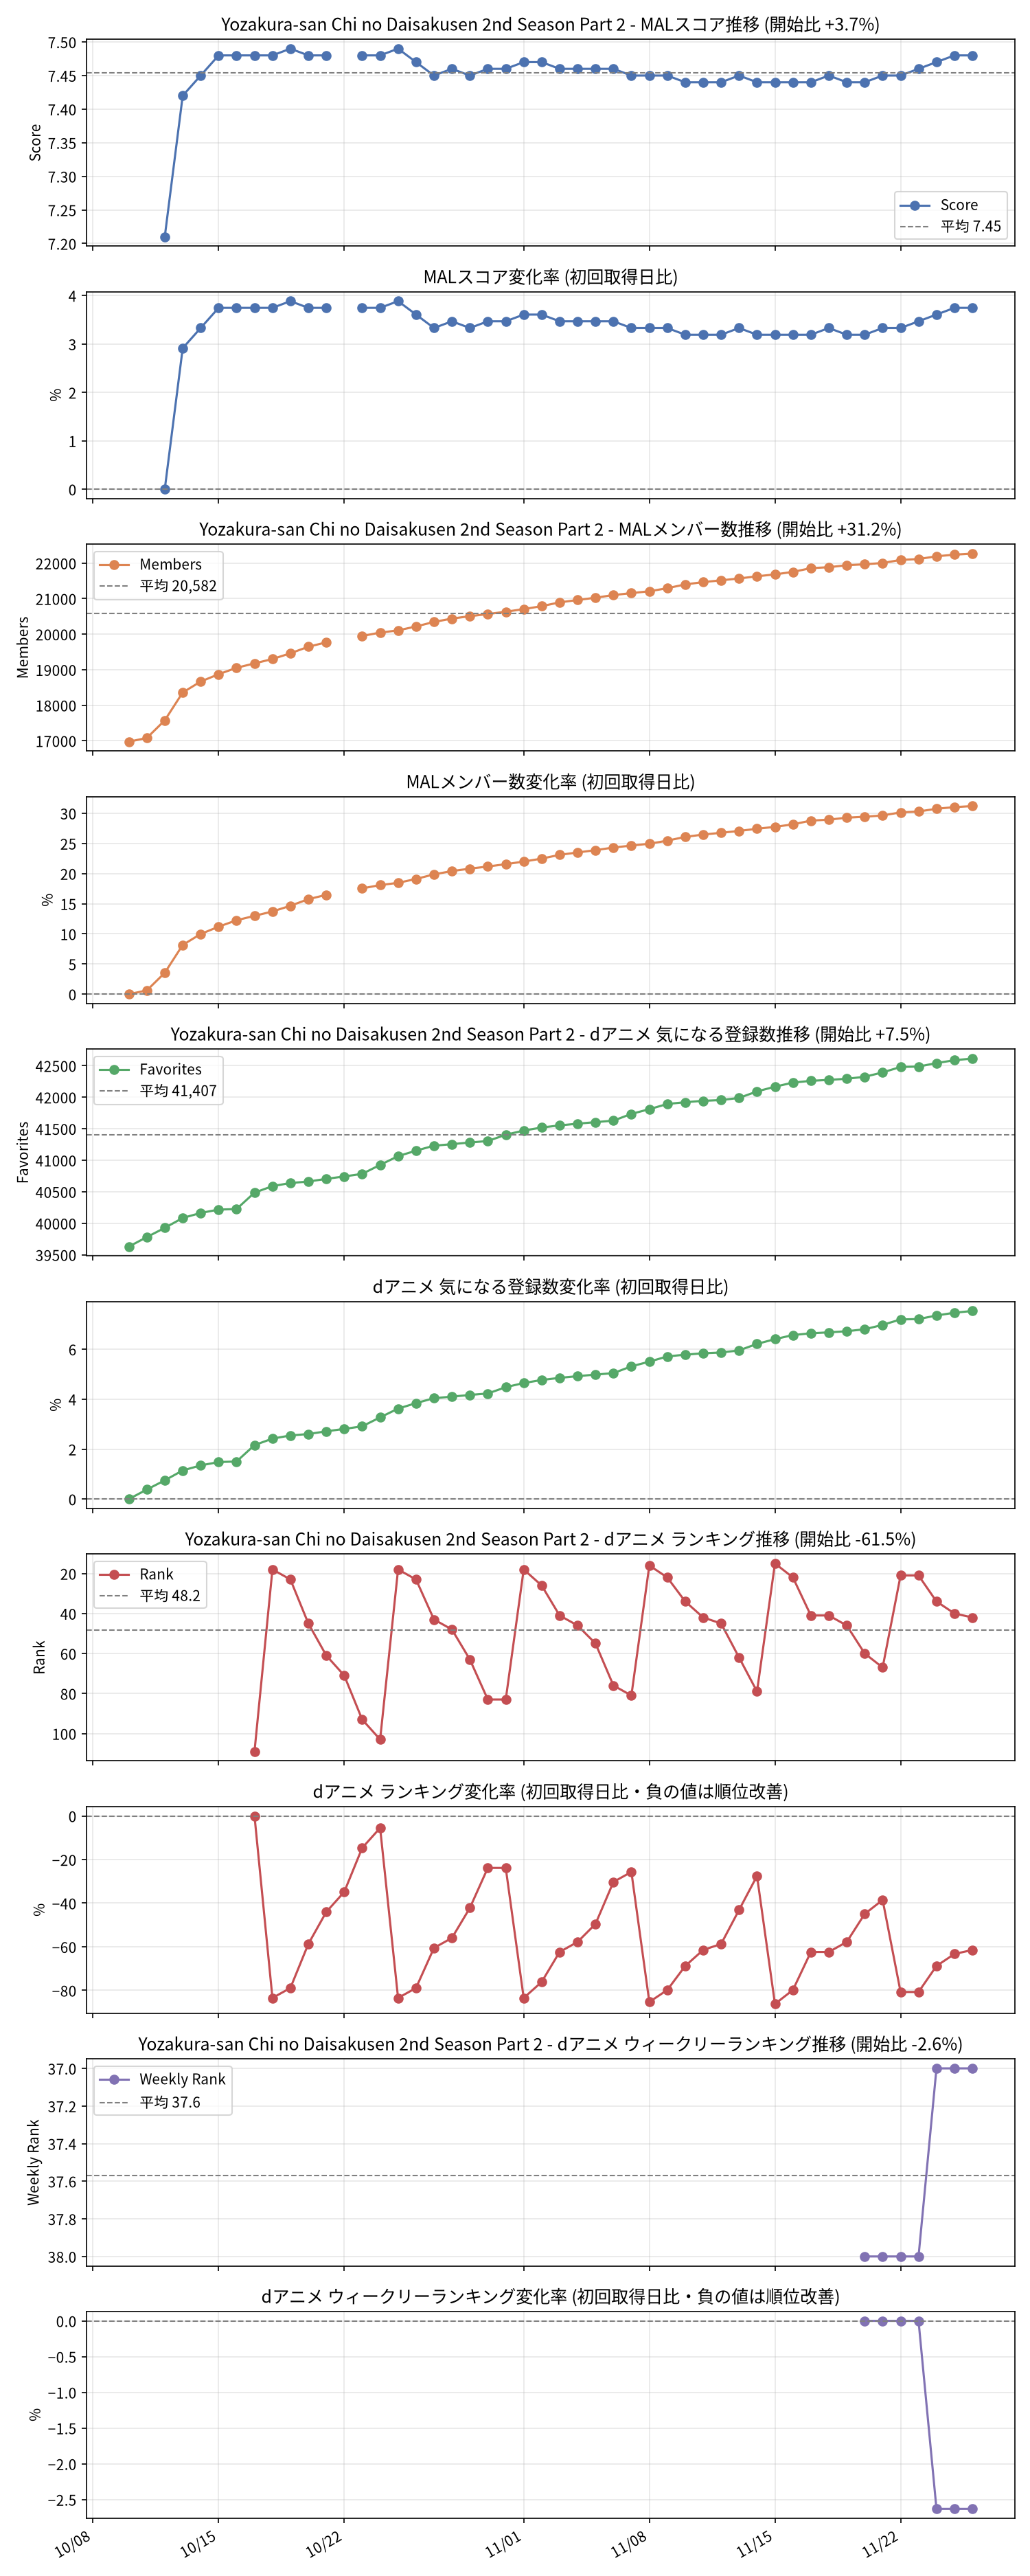 Yozakura-san Chi no Daisakusen 2nd Season Part 2 - MALスコア推移 (開始比 +3.7%)
7.50
7.45
7.40
7.35
7.30
7.25
7.20
Score
Score
平均 7.45
MALスコア変化率 (初回取得日比)
4
3
2
1
0
%
Yozakura-san Chi no Daisakusen 2nd Season Part 2 - MALメンバー数推移 (開始比 +31.2%)
22000
21000
20000
19000
18000
17000
Members
Members
平均 20,582
MALメンバー数変化率 (初回取得日比)
30
25
20
15
10
5
0
%
Yozakura-san Chi no Daisakusen 2nd Season Part 2 - dアニメ 気になる登録数推移 (開始比 +7.5%)
42500
42000
41500
41000
40500
40000
39500
Favorites
Favorites
平均 41,407
dアニメ 気になる登録数変化率 (初回取得日比)
6
4
2
0
%
Yozakura-san Chi no Daisakusen 2nd Season Part 2 - dアニメ ランキング推移 (開始比 -61.5%)
20
40
60
80
100
Rank
Rank
平均 48.2
dアニメ ランキング変化率 (初回取得日比・負の値は順位改善)
0
−20
−40
−60
−80
%
Yozakura-san Chi no Daisakusen 2nd Season Part 2 - dアニメ ウィークリーランキング推移 (開始比 -2.6%)
37.0
37.2
37.4
37.6
37.8
38.0
Weekly Rank
Weekly Rank
平均 37.6
dアニメ ウィークリーランキング変化率 (初回取得日比・負の値は順位改善)
0.0
−0.5
−1.0
−1.5
−2.0
−2.5
%
10/08
10/15
10/22
11/01
11/08
11/15
11/22